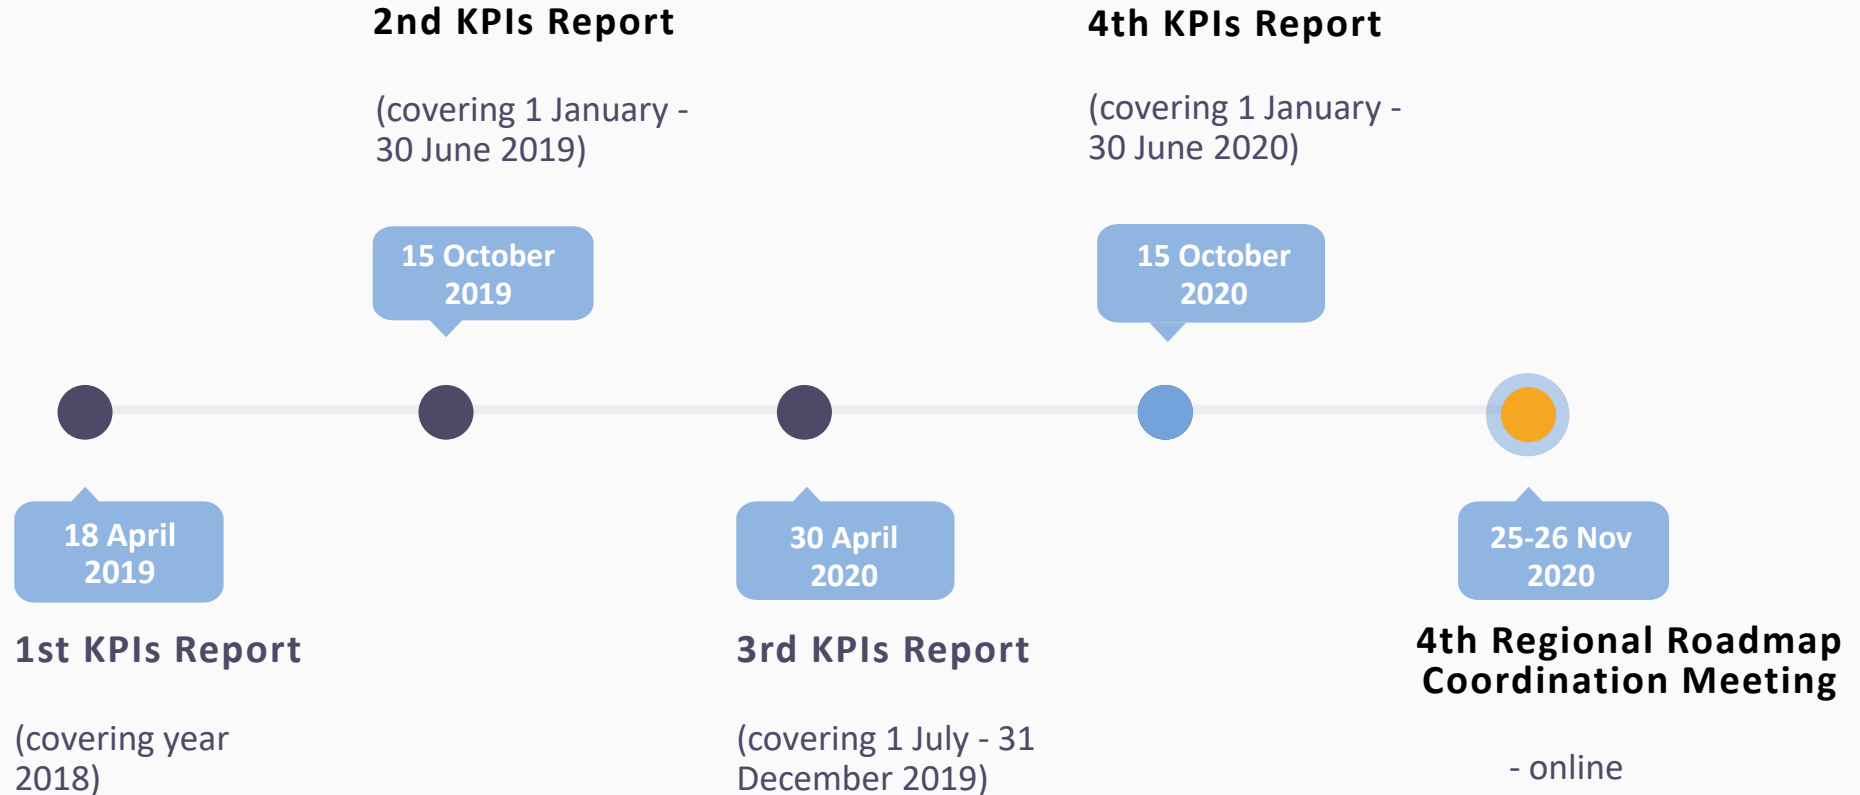 2nd KPIs Report
(covering 1 January -
30 June 2019)
15 October
2019
4th KPIs Report
(covering 1 January -
30 June 2020)
15 October
2020
18 April
2019
1st KPIs Report
(covering year
2018)
30 April
2020
3rd KPIs Report
(covering 1 July - 31
December 2019)
25-26 Nov
2020
4th Regional Roadmap
Coordination Meeting
- online